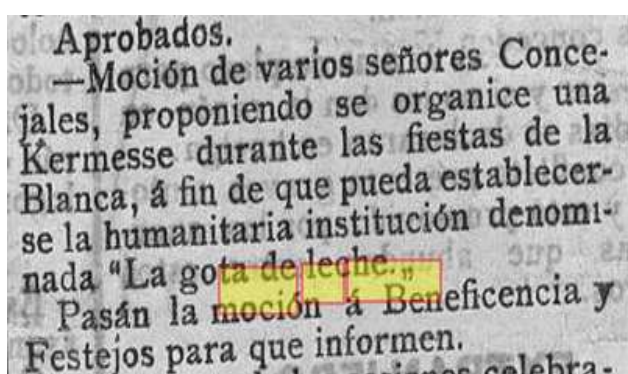 Aprobados.
—Moción de varios señores Conce-
jales, proponiendo se organice una
Kermesse durante las fiestas de la
Blanca, á fin de que pueda establecer-
se la humanitaria institución denomi-
nada "La gota de leche.„
Pasán la moción á Beneficencia y
Festejos para que informen.
celebra-